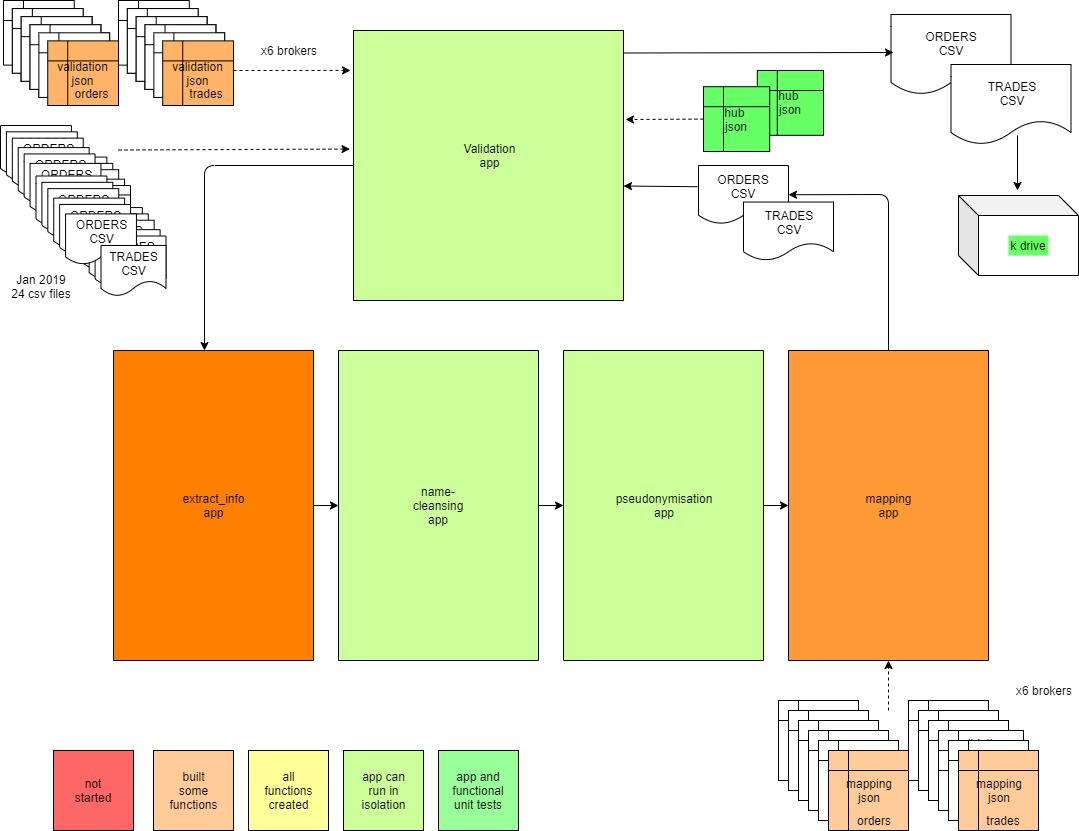 validation
json
orders
validation
json
trades
x6 brokers
ORDERS
CSV
TRADES
CSV
hub
json
hub
json
Validation
app
ORDERS
ORDERS
ORDERS
ORDERS
ORDERS
ORDERS
CSV
TRADES
CSV
Jan 2019
24 csv files
ORDERS
CSV
TRADES
CSV
k drive
extract_info
app
name-
cleansing
app
pseudonymisation
app
mapping
app
x6 brokers
mapping
json
orders
mapping
json
trades
not
started
built
some
functions
all
functions
created
app can
run in
isolation
app and
functional
unit tests